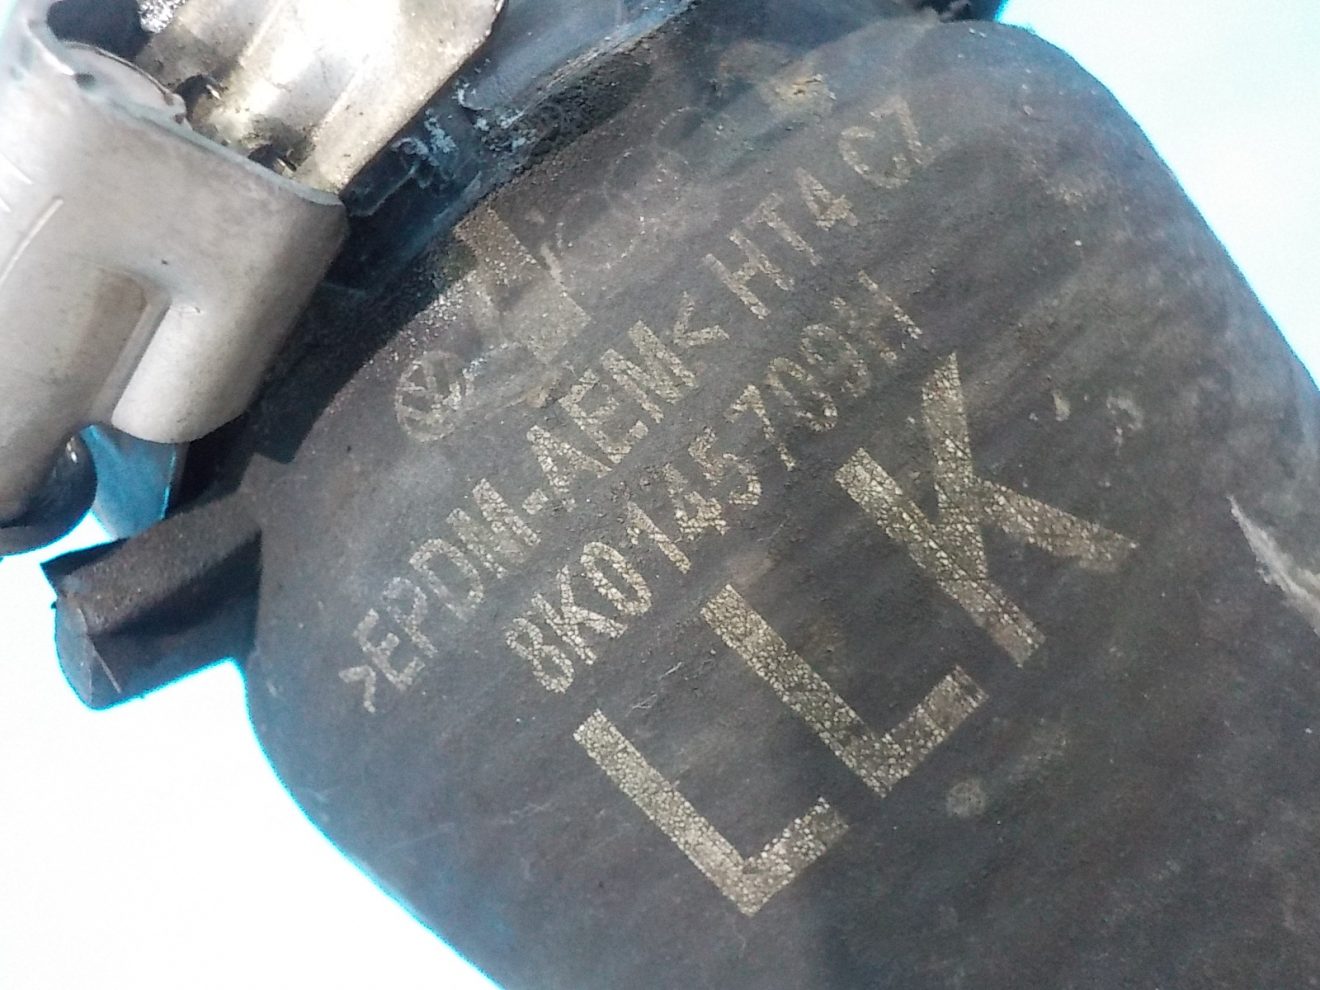 >EPDM-AEM< HT4 CZ
8K0145709H
LLK